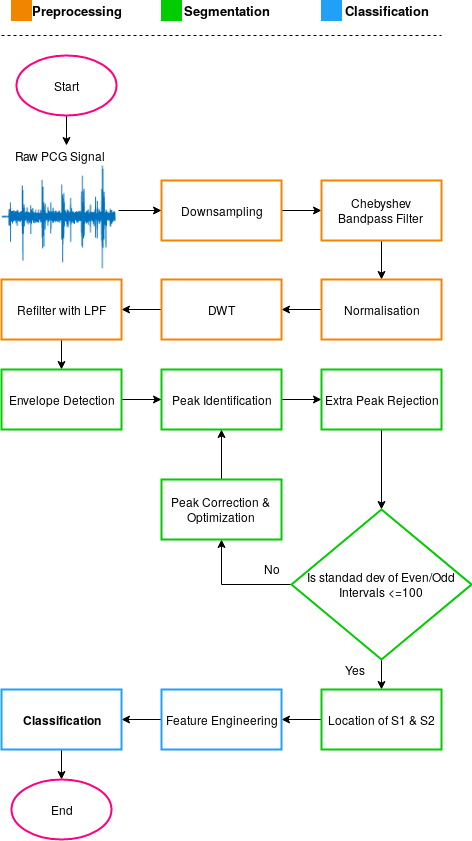 Preprocessing
Segmentation
Classification
Start
Raw PCG Signal
Downsampling
Chebyshev
Bandpass Filter
Normalisation
DWT
Refilter with LPF
Envelope Detection
Peak Identification
Extra Peak Rejection
Peak Correction &
Optimization
Is standad dev of Even/Odd
Intervals <=100
No
Yes
Location of S1 & S2
Feature Engineering
Classification
End